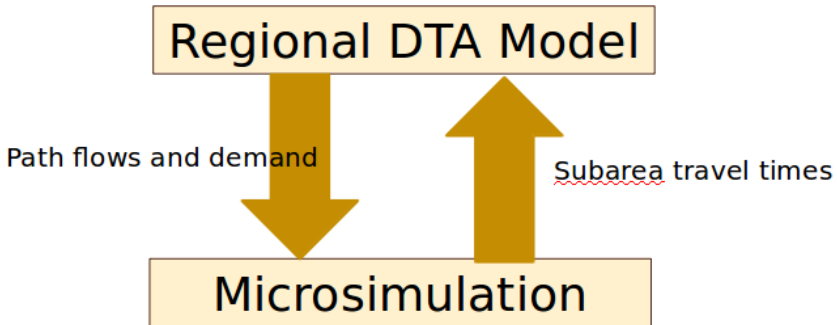 Regional DTA Model
Path flows and demand
Subarea travel times
Microsimulation